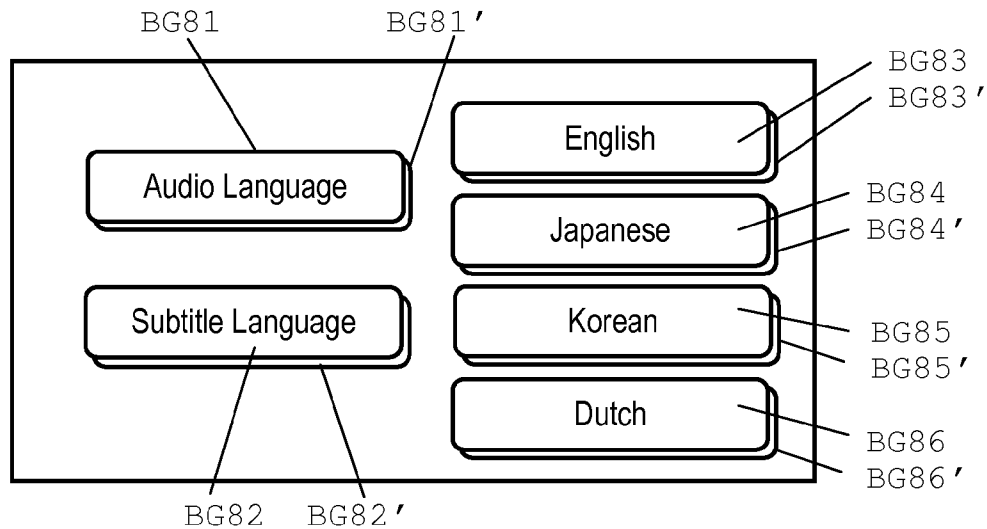 BG81 BG81'
BG83
BG83'
English
Audio Language
BG84
Japanese
BG84'
Subtitle Language
Korean
BG85
BG85'
Dutch
BG86
BG86'
BG82 BG82'